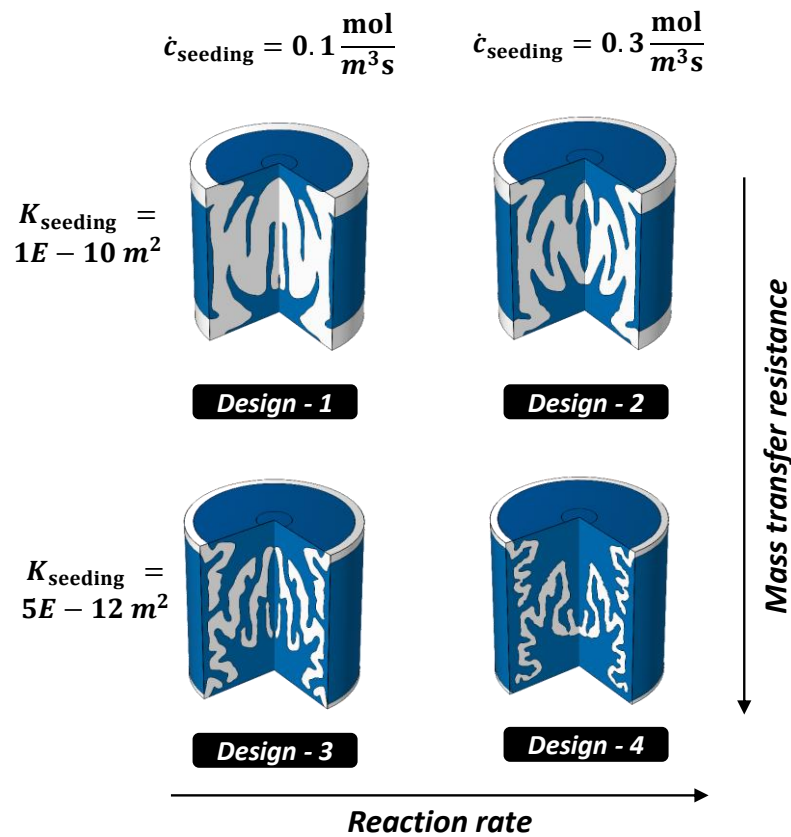 ċseeding = 0.1 mol/m³s
ċseeding = 0.3 mol/m³s
Kseeding =
1E − 10 m²
Design - 1
Design - 2
Mass transfer resistance
Kseeding =
5E − 12 m²
Design - 3
Design - 4
Reaction rate